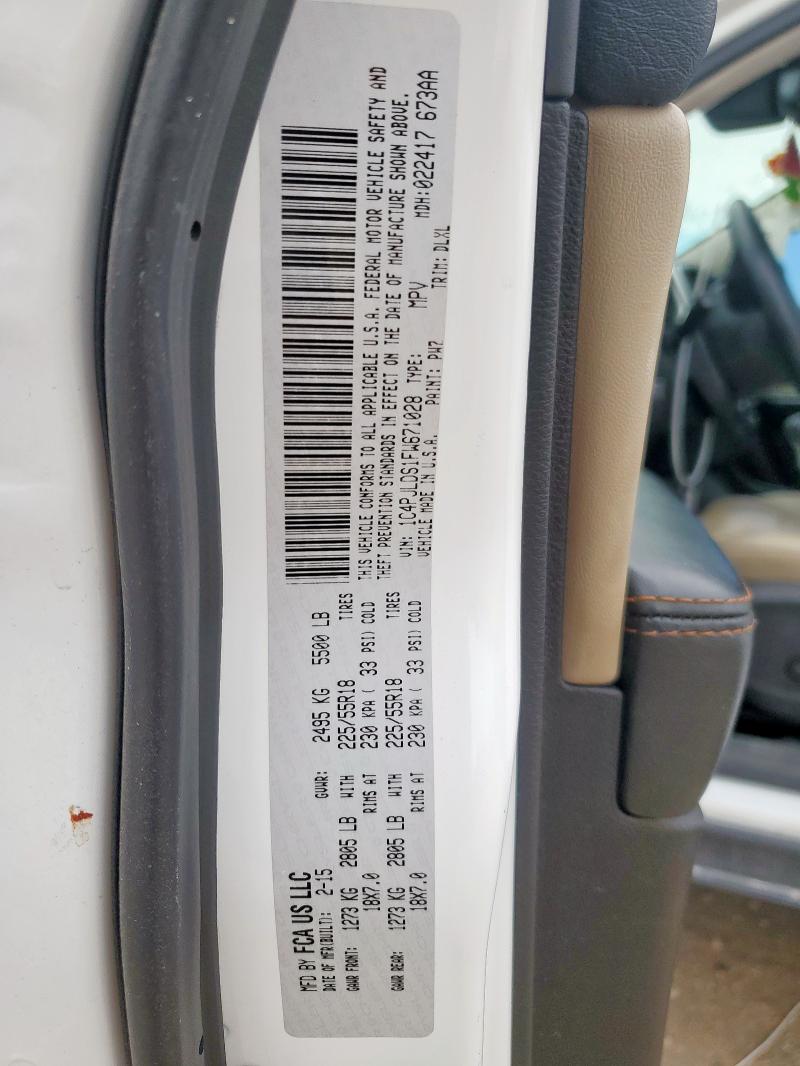 MFD BY FCA US LLC
DATE OF MFR(BUILT): 2-15 GVWR: 2495 KG 5500 LB
GAWR FRONT: 1273 KG 2805 LB WITH 225/55R18 TIRES
18X7.0 RIMS AT 230 KPA ( 33 PSI) COLD
GAWR REAR: 1273 KG 2805 LB WITH 225/55R18 TIRES
18X7.0 RIMS AT 230 KPA ( 33 PSI) COLD
THIS VEHICLE CONFORMS TO ALL APPLICABLE U.S.A. FEDERAL MOTOR VEHICLE SAFETY AND
THEFT PREVENTION STANDARDS IN EFFECT ON THE DATE OF MANUFACTURE SHOWN ABOVE.
VIN: 1C4PJLDS1FW671028 TYPE: MPV MDH:022417 673AA
VEHICLE MADE IN U.S.A. PAINT: PW7 TRIM: DLXL